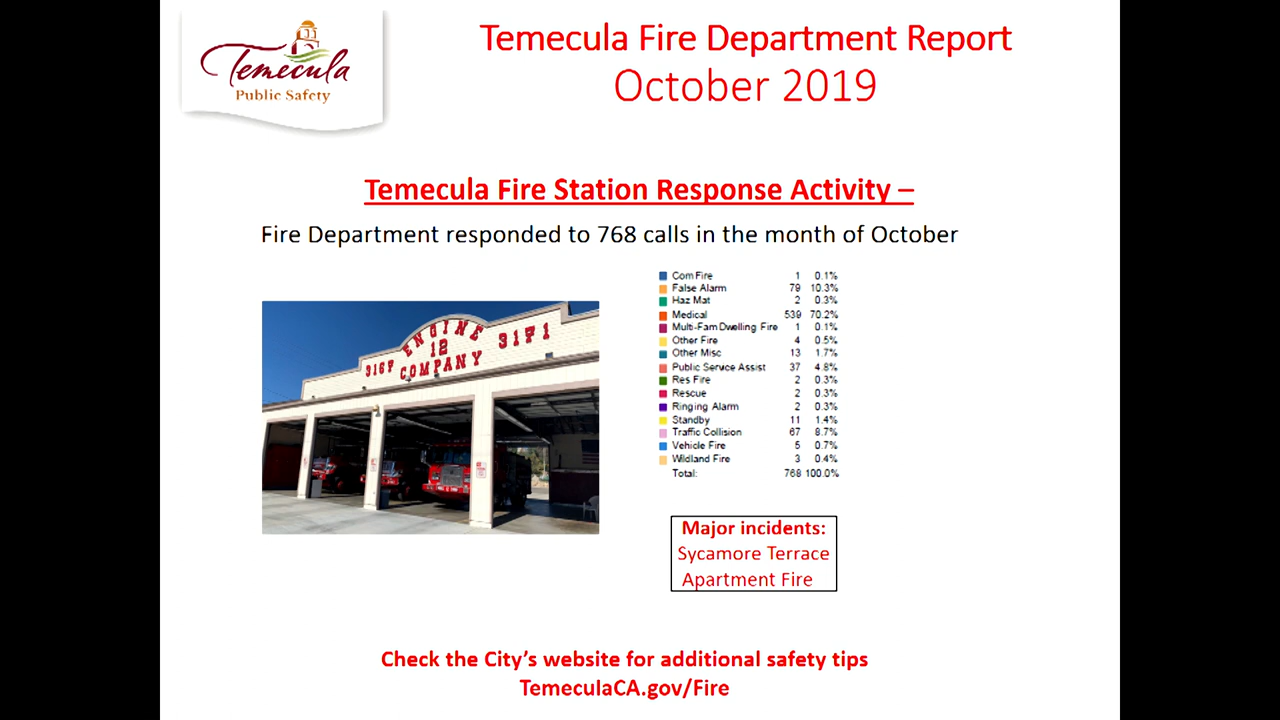 Temecula
Public Safety
Temecula Fire Department Report
October 2019
Temecula Fire Station Response Activity –
Fire Department responded to 768 calls in the month of October
ENGINE
3167 12 3171
COMPANY
Com Fire 1 0.1%
False Alarm 79 10.3%
Haz Mat 2 0.3%
Medical 539 70.2%
Multi-Fam Dwelling Fire 1 0.1%
Other Fire 4 0.5%
Other Misc 13 1.7%
Public Service Assist 37 4.8%
Res Fire 2 0.3%
Rescue 2 0.3%
Ringing Alarm 2 0.3%
Standby 11 1.4%
Traffic Collision 67 8.7%
Vehicle Fire 5 0.7%
Wildland Fire 3 0.4%
Total: 768 100.0%
Major incidents:
Sycamore Terrace
Apartment Fire
Check the City’s website for additional safety tips
TemeculaCA.gov/Fire